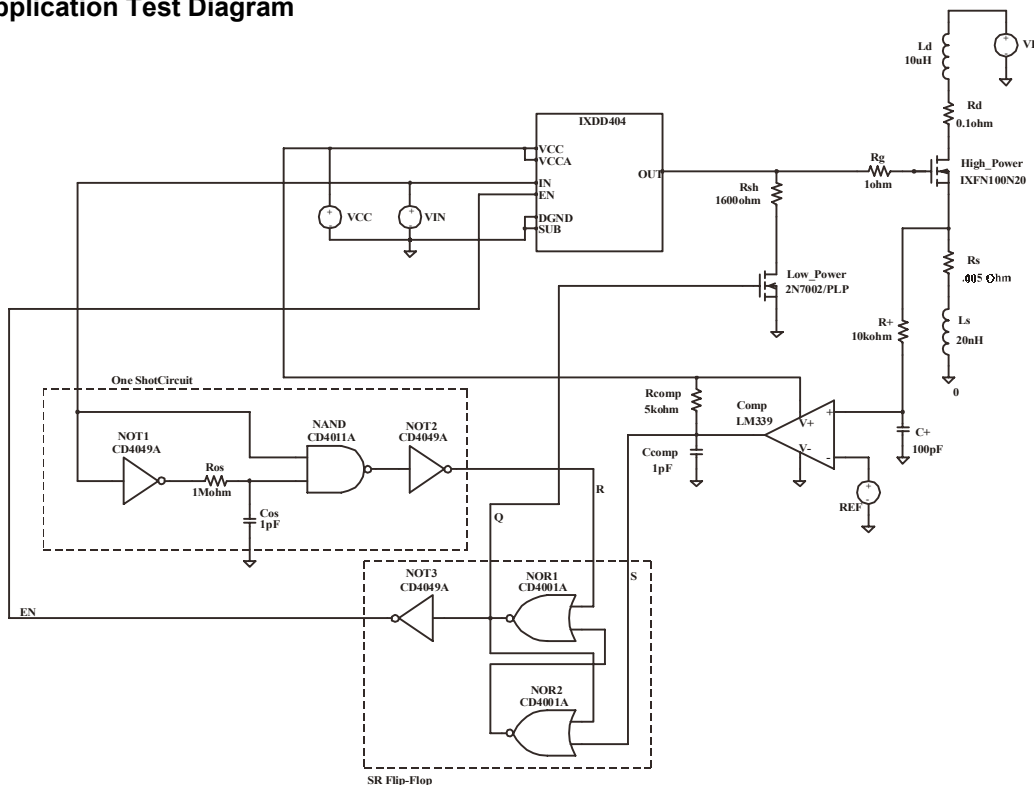 pplication Test Diagram
Ld
10uH
Rd
0.1ohm
IXDD404
VCC
VCCA
IN
EN
DGND
SUB
OUT
VCC
VIN
Rg
1ohm
High_Power
IXFN100N20
Rsh
1600ohm
Low_Power
2N7002/PLP
Rs
Ls
20nH
0
R+
10kohm
C+
100pF
One ShotCircuit
NOT1
CD4049A
Ros
1Mohm
Cos
1pF
NAND
CD4011A
NOT2
CD4049A
Rcomp
5kohm
Ccomp
1pF
Comp
LM339
V+
V-
+
-
REF
R
Q
S
EN
NOT3
CD4049A
NOR1
CD4001A
NOR2
CD4001A
SR Flip-Flop